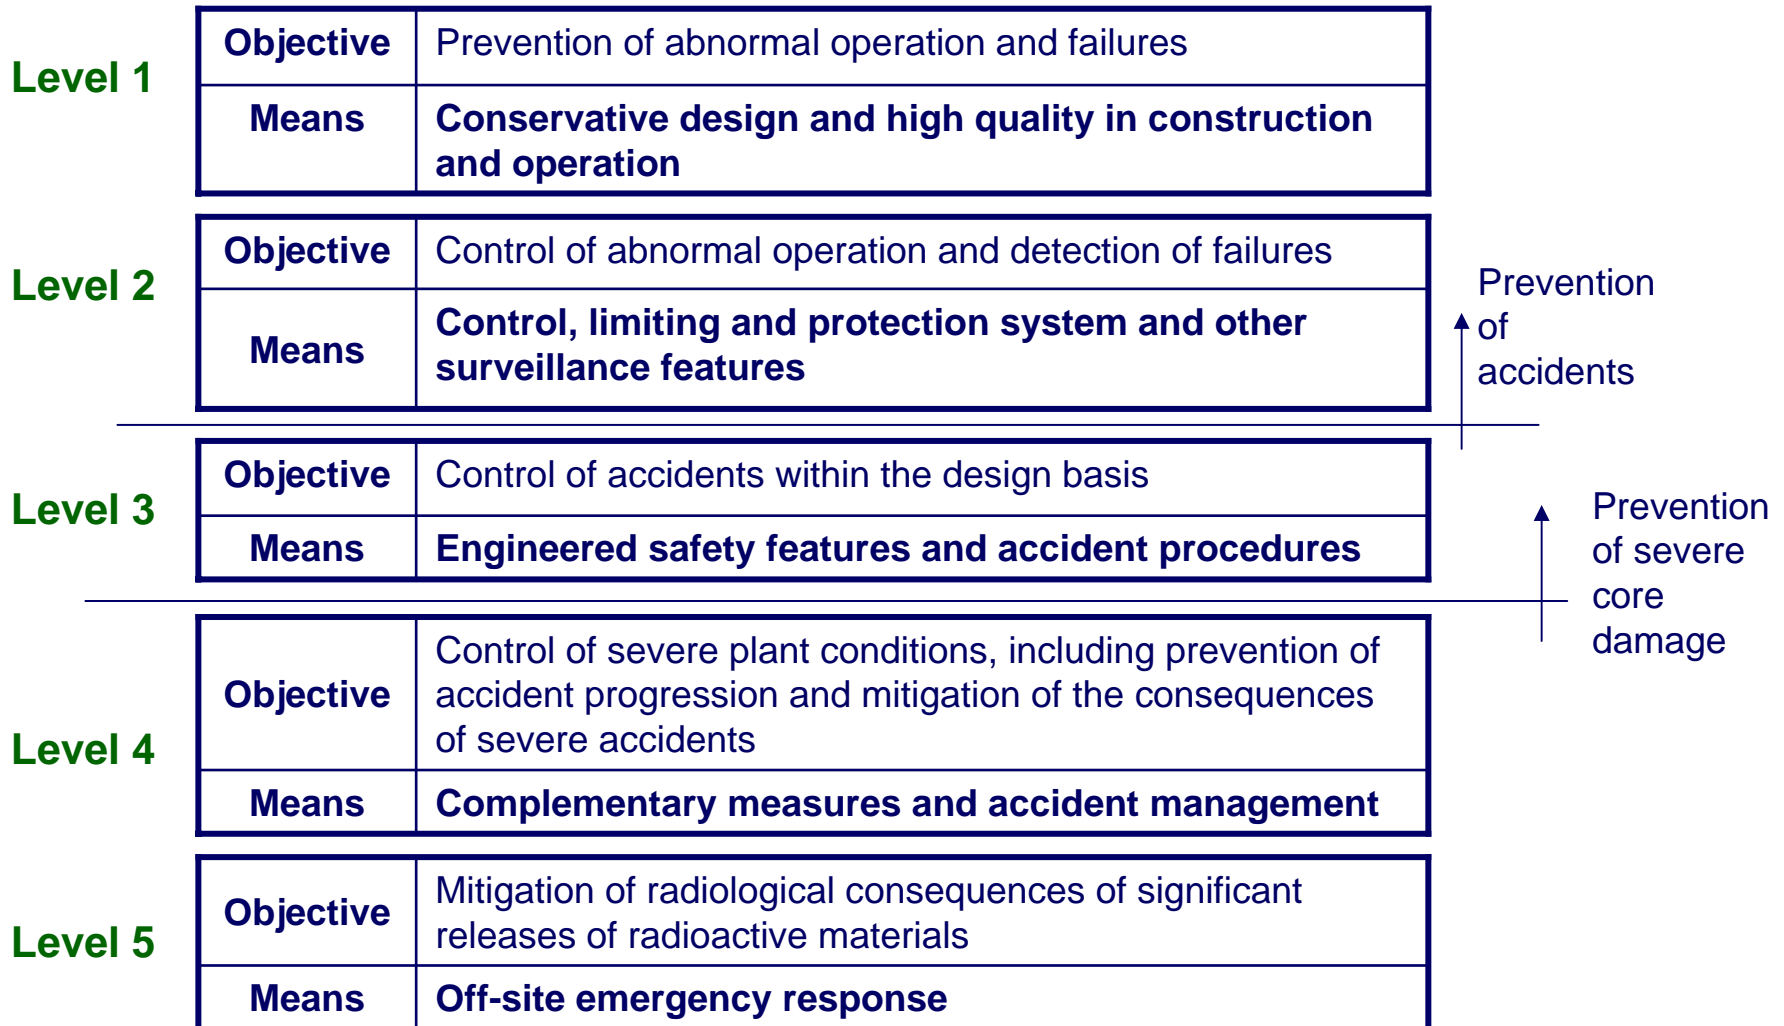 Level 1
Objective
Prevention of abnormal operation and failures
Means
Conservative design and high quality in construction
and operation
Level 2
Objective
Control of abnormal operation and detection of failures
Means
Control, limiting and protection system and other
surveillance features
Prevention
of
accidents
Level 3
Objective
Control of accidents within the design basis
Means
Engineered safety features and accident procedures
Prevention
of severe
core
damage
Level 4
Objective
Control of severe plant conditions, including prevention of
accident progression and mitigation of the consequences
of severe accidents
Means
Complementary measures and accident management
Level 5
Objective
Mitigation of radiological consequences of significant
releases of radioactive materials
Means
Off-site emergency response